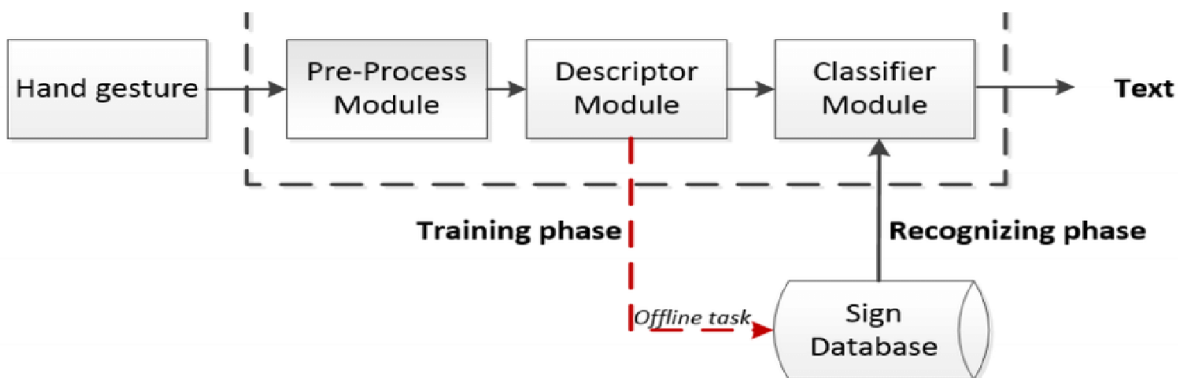 Hand gesture
Pre-Process
Module
Descriptor
Module
Classifier
Module
Text
Training phase
Recognizing phase
Offline task
Sign
Database